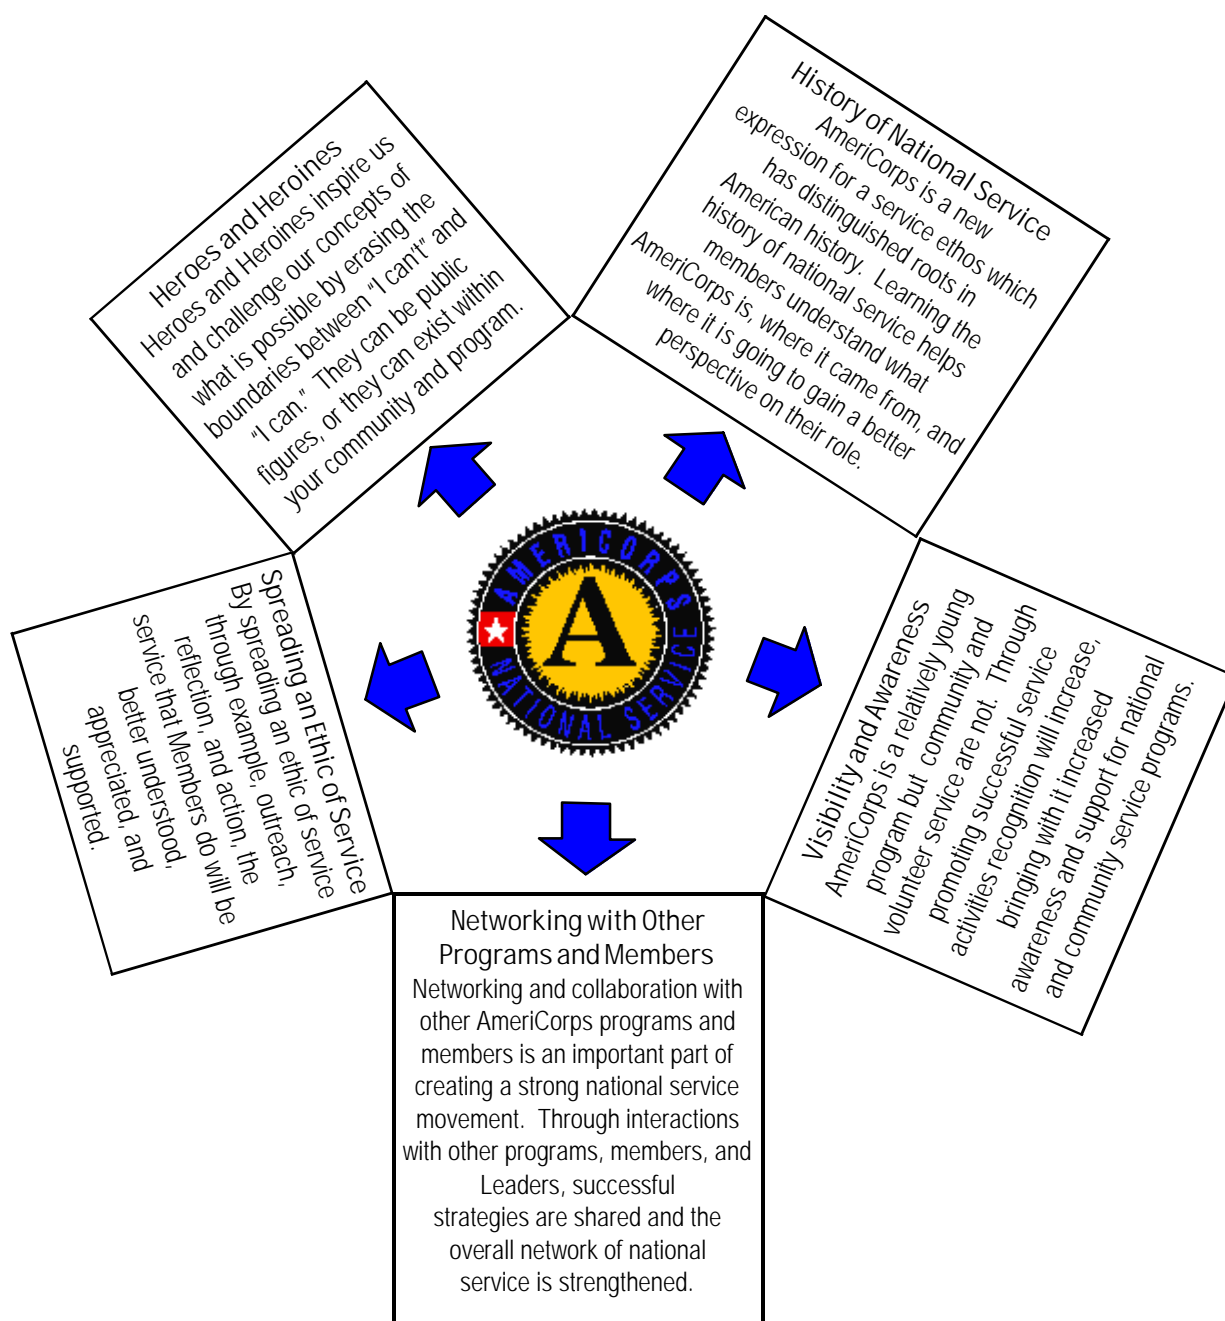 Heroes and Heroines
Heroes and Heroines inspire us
and challenge our concepts of
what is possible by erasing the
boundaries between “I can’t” and
“I can.”  They can be public
figures, or they can exist within
your community and program.
History of National Service
AmeriCorps is a new
expression for a service ethos which
has distinguished roots in
American history.  Learning the
history of national service helps
members understand what
AmeriCorps is, where it came from, and
where it is going to gain a better
perspective on their role.
AMERICORPS
A
NATIONAL SERVICE
Spreading an Ethic of Service
By spreading an ethic of service
through example, outreach,
reflection, and action, the
service that Members do will be
better understood,
appreciated, and
supported.
Visibility and Awareness
AmeriCorps is a relatively young
program but  community and
volunteer service are not.  Through
promoting successful service
activities recognition will increase,
bringing with it increased
awareness and support for national
and community service programs.
Networking with Other
Programs and Members
Networking and collaboration with
other AmeriCorps programs and
members is an important part of
creating a strong national service
movement.  Through interactions
with other programs, members, and
Leaders, successful
strategies are shared and the
overall network of national
service is strengthened.